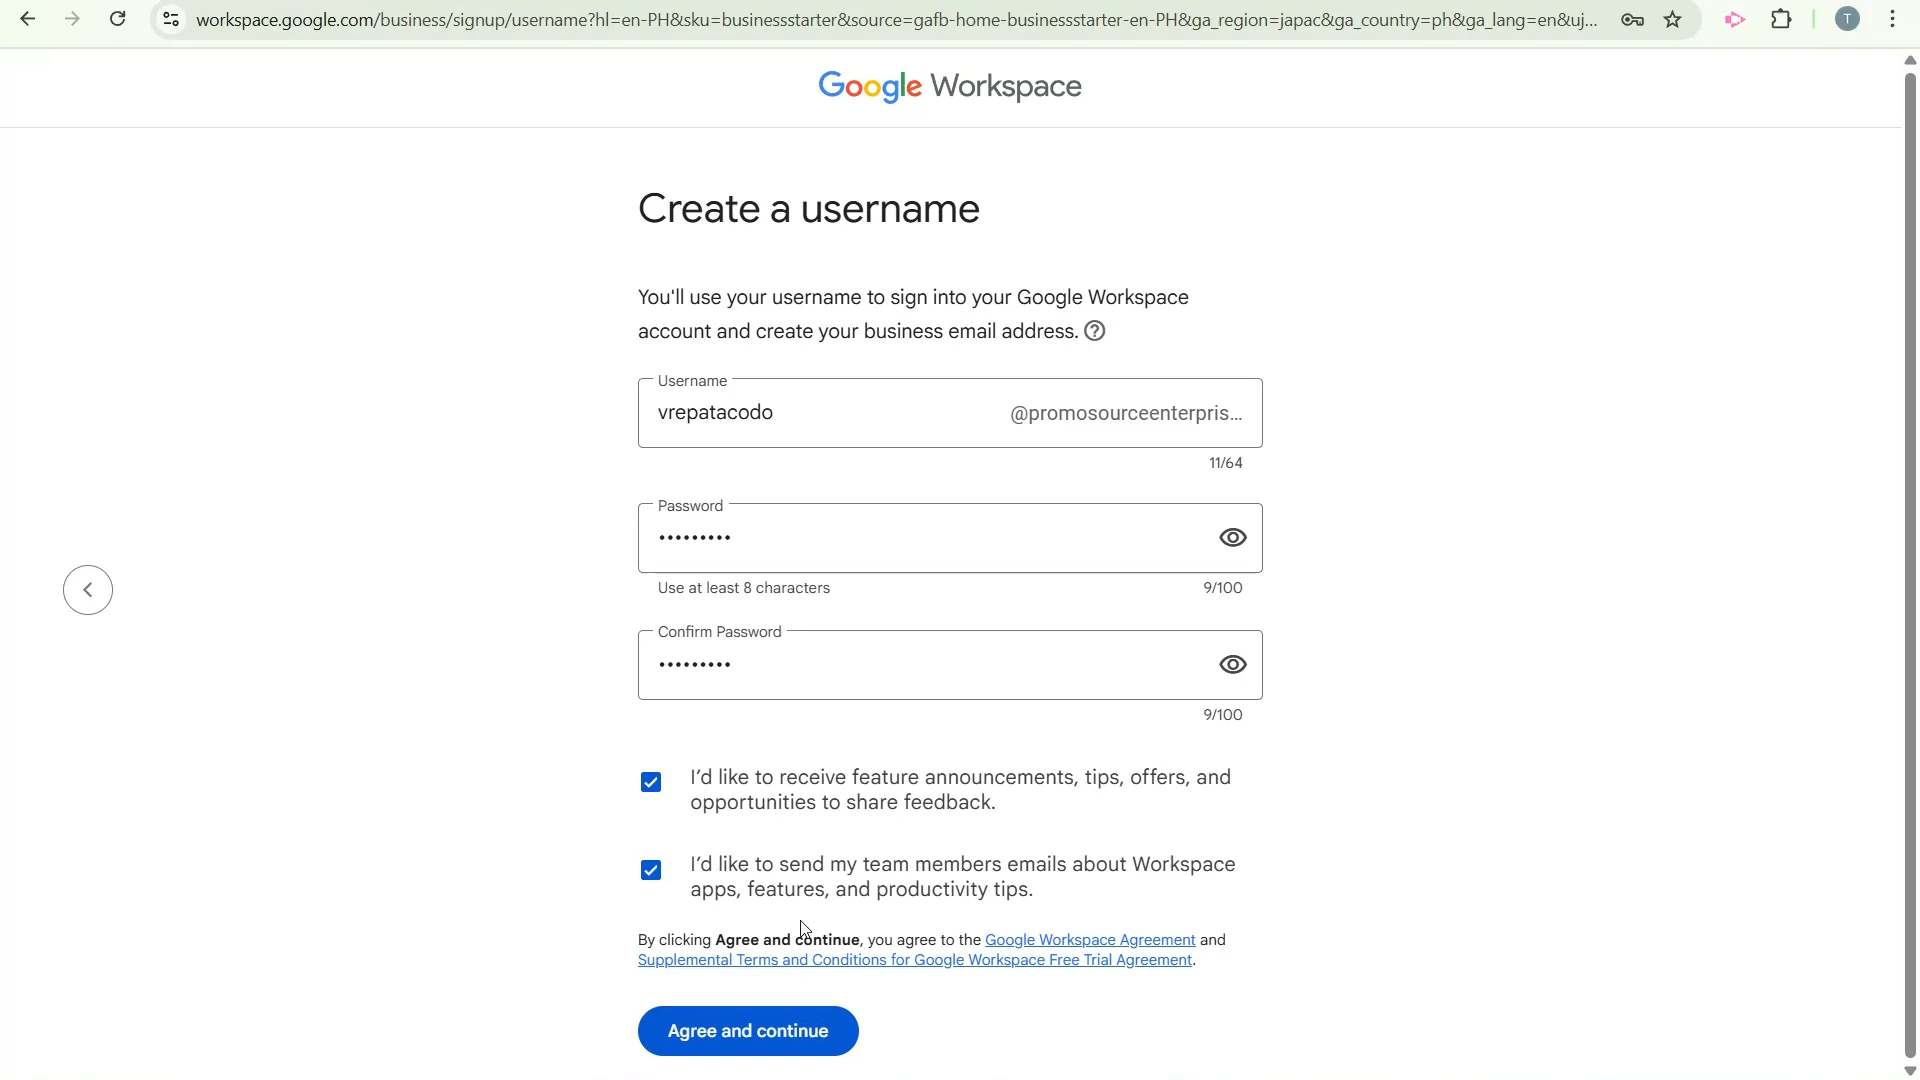 workspace.google.com/business/signup/username?hl=en-PH&sku=businessstarter&source=gafb-home-businessstarter-en-PH&ga_region=japac&ga_country=ph&ga_lang=en&uj...
T
Google Workspace
Create a username
You'll use your username to sign into your Google Workspace
account and create your business email address.
Username
vrepatacodo @promosourceenterpris...
11/64
Password
•••••••••
Use at least 8 characters 9/100
Confirm Password
•••••••••
9/100
I’d like to receive feature announcements, tips, offers, and
opportunities to share feedback.
I’d like to send my team members emails about Workspace
apps, features, and productivity tips.
By clicking Agree and continue, you agree to the Google Workspace Agreement and
Supplemental Terms and Conditions for Google Workspace Free Trial Agreement.
Agree and continue